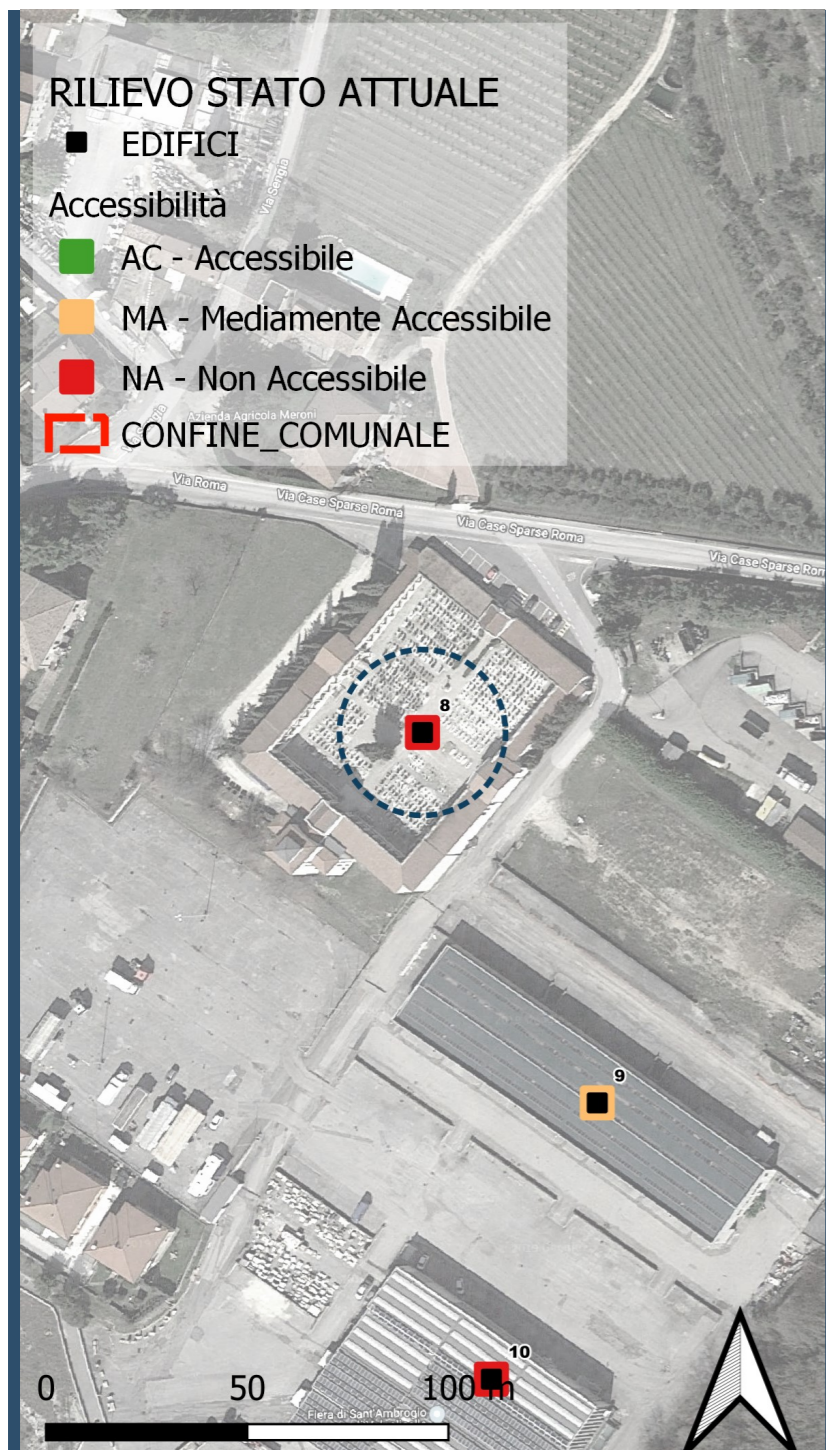 RILIEVO STATO ATTUALE
EDIFICI
Accessibilità
AC - Accessibile
MA - Mediamente Accessibile
NA - Non Accessibile
CONFINE_COMUNALE
Via Sengia
Azienda Agricola Meroni
Via Roma
Via Case Sparse Roma
Via Case Sparse Roma
Via Case Sparse Rom
8
9
10
0 50 100 m
Fiera di Sant'Ambrogio